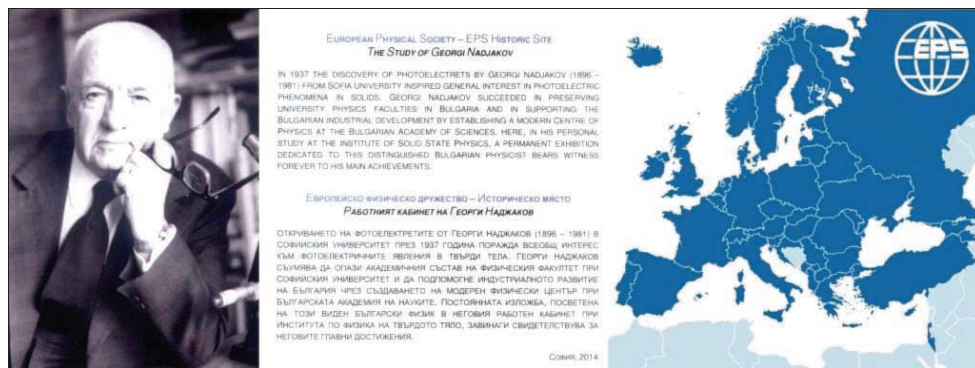 EUROPEAN PHYSICAL SOCIETY – EPS HISTORIC SITE
THE STUDY OF GEORGI NADJAKOV
IN 1937 THE DISCOVERY OF PHOTOELECTRETS BY GEORGI NADJAKOV (1896 –
1981) FROM SOFIA UNIVERSITY INSPIRED GENERAL INTEREST IN PHOTOELECTRIC
PHENOMENA IN SOLIDS. GEORGI NADJAKOV SUCCEEDED IN PRESERVING
UNIVERSITY PHYSICS FACULTIES IN BULGARIA AND IN SUPPORTING THE
BULGARIAN INDUSTRIAL DEVELOPMENT BY ESTABLISHING A MODERN CENTRE OF
PHYSICS AT THE BULGARIAN ACADEMY OF SCIENCES. HERE, IN HIS PERSONAL
STUDY AT THE INSTITUTE OF SOLID STATE PHYSICS, A PERMANENT EXHIBITION
DEDICATED TO THIS DISTINGUISHED BULGARIAN PHYSICIST BEARS WITNESS
FOREVER TO HIS MAIN ACHIEVEMENTS.
ЕВРОПЕЙСКО ФИЗИЧЕСКО ДРУЖЕСТВО – ИСТОРИЧЕСКО МЯСТО
РАБОТНИЯТ КАБИНЕТ НА ГЕОРГИ НАДЖАКОВ
ОТКРИВАНЕТО НА ФОТОЕЛЕКТРЕТИТЕ ОТ ГЕОРГИ НАДЖАКОВ (1896 – 1981) В
СОФИЙСКИЯ УНИВЕРСИТЕТ ПРЕЗ 1937 ГОДИНА ПОРАЖДА ВСЕОБЩ ИНТЕРЕС
КЪМ ФОТОЕЛЕКТРИЧНИТЕ ЯВЛЕНИЯ В ТВЪРДИ ТЕЛА. ГЕОРГИ НАДЖАКОВ
СЪУМЯВА ДА ОПАЗИ АКАДЕМИЧНИЯ СЪСТАВ НА ФИЗИЧЕСКИЯ ФАКУЛТЕТ ПРИ
СОФИЙСКИЯ УНИВЕРСИТЕТ И ДА ПОДПОМОГНЕ ИНДУСТРИАЛНОТО РАЗВИТИЕ
НА БЪЛГАРИЯ ЧРЕЗ СЪЗДАВАНЕТО НА МОДЕРЕН ФИЗИЧЕСКИ ЦЕНТЪР ПРИ
БЪЛГАРСКАТА АКАДЕМИЯ НА НАУКИТЕ. ПОСТОЯННАТА ИЗЛОЖБА, ПОСВЕТЕНА
НА ТОЗИ ВИДЕН БЪЛГАРСКИ ФИЗИК В НЕГОВИЯ РАБОТЕН КАБИНЕТ ПРИ
ИНСТИТУТА ПО ФИЗИКА НА ТВЪРДОТО ТЯЛО, ЗАВИНАГИ СВИДЕТЕЛСТВУВА ЗА
НЕГОВИТЕ ГЛАВНИ ДОСТИЖЕНИЯ.
СОФИЯ, 2014
EPS